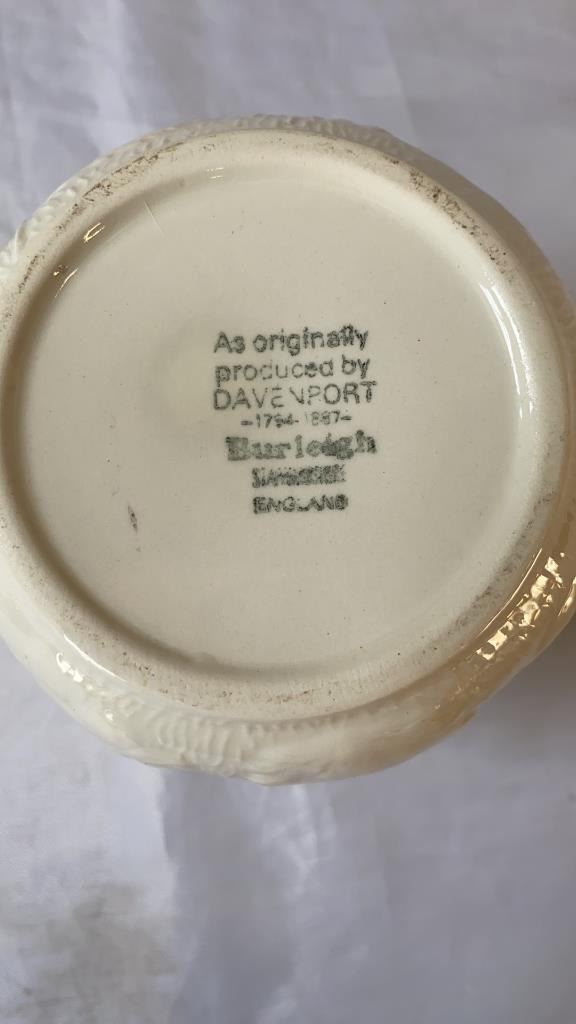 As originally
produced by
DAVENPORT
-1794-1887-
Burleigh
ENGLAND